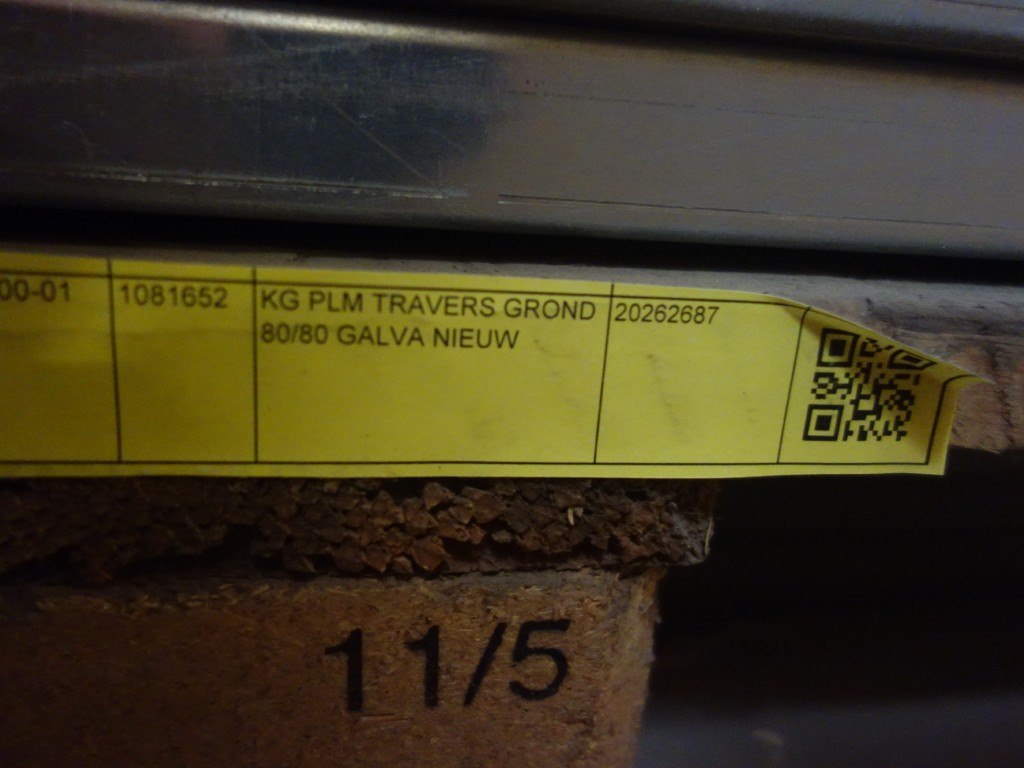 00-01
1081652
KG PLM TRAVERS GROND
80/80 GALVA NIEUW
20262687
11/5